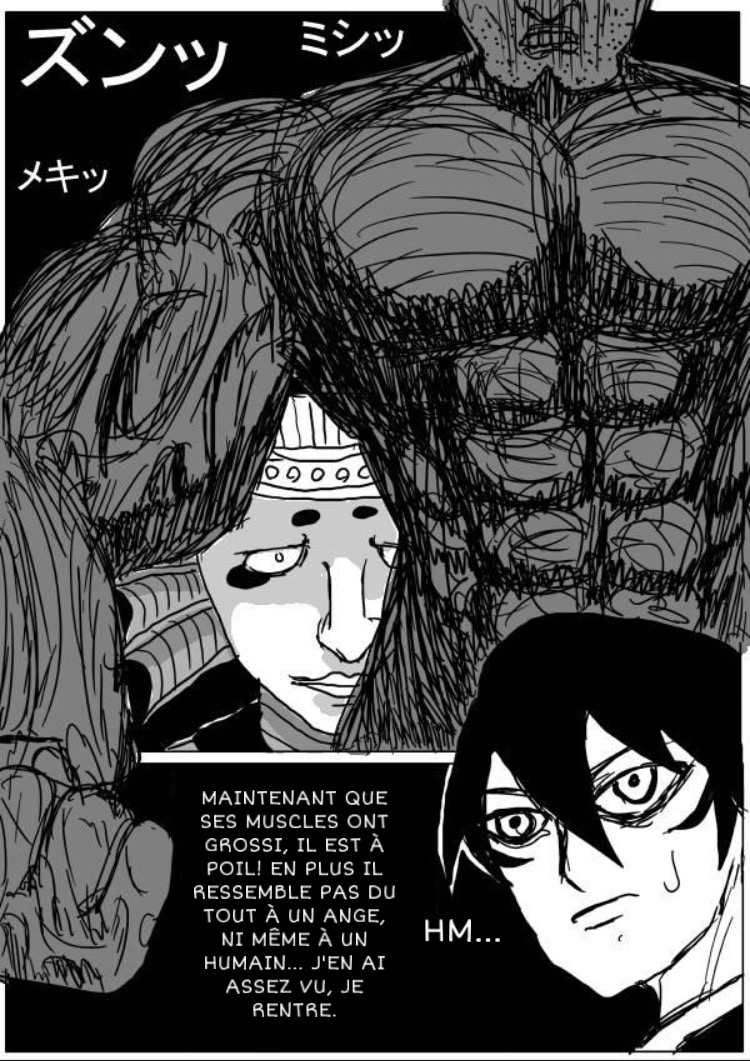 ズンッ
ミシッ
メキッ
MAINTENANT QUE
SES MUSCLES ONT
GROSSI, IL EST À
POIL! EN PLUS IL
RESSEMBLE PAS DU
TOUT À UN ANGE,
NI MÊME À UN
HUMAIN... J'EN AI
ASSEZ VU, JE
RENTRE.
HM...